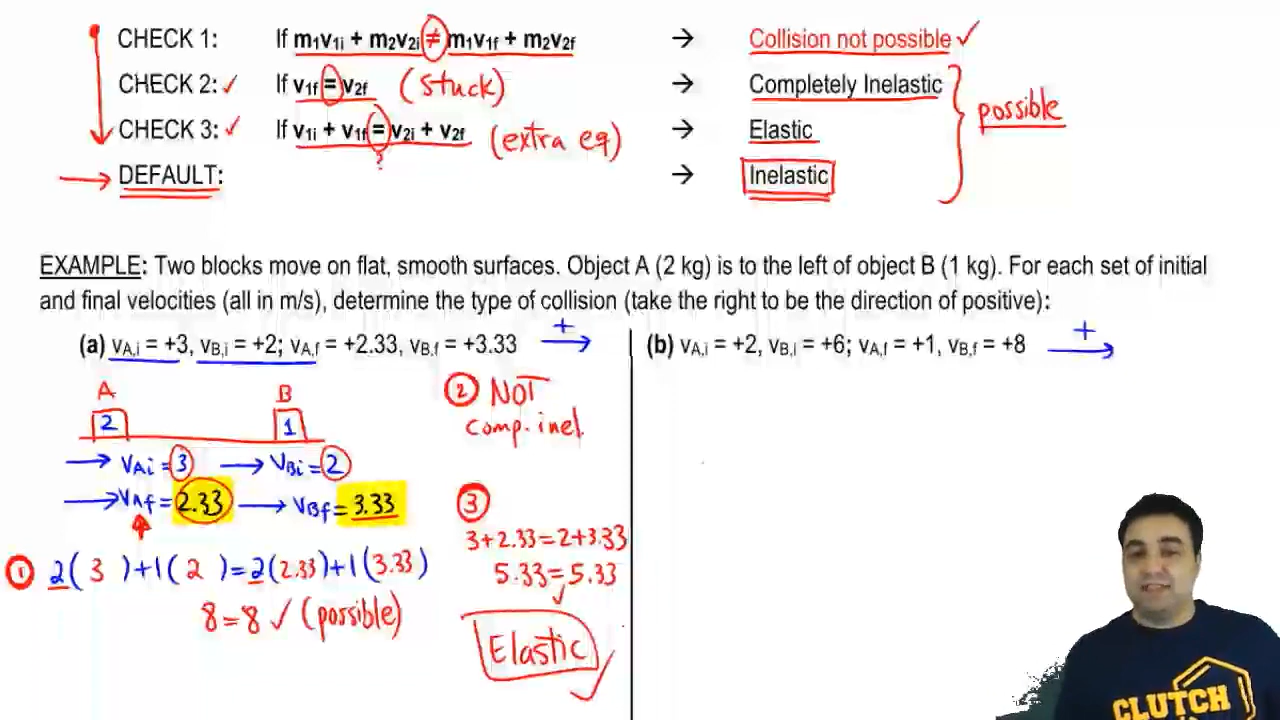 CHECK 1: If m₁v₁ᵢ + m₂v₂ᵢ ≠ m₁v₁f + m₂v₂f → Collision not possible ✓
CHECK 2: ✓ If v₁f = v₂f (stuck) → Completely Inelastic
possible
CHECK 3: ✓ If v₁ᵢ + v₁f = v₂ᵢ + v₂f (extra eq) → Elastic
?
→ DEFAULT: → Inelastic
EXAMPLE: Two blocks move on flat, smooth surfaces. Object A (2 kg) is to the left of object B (1 kg). For each set of initial
and final velocities (all in m/s), determine the type of collision (take the right to be the direction of positive):
(a) vA,i = +3, vB,i = +2; vA,f = +2.33, vB,f = +3.33 + →
A B
2 1
→ vAi = 3 → vBi = 2
→ vAf = 2.33 → vBf = 3.33
① 2(3) + 1(2) = 2(2.33) + 1(3.33)
8 = 8 ✓ (possible)
② NOT
comp. inel.
③
3+2.33=2+3.33
5.33=5.33
✓
Elastic ✓
(b) vA,i = +2, vB,i = +6; vA,f = +1, vB,f = +8 + →
CLUTCH